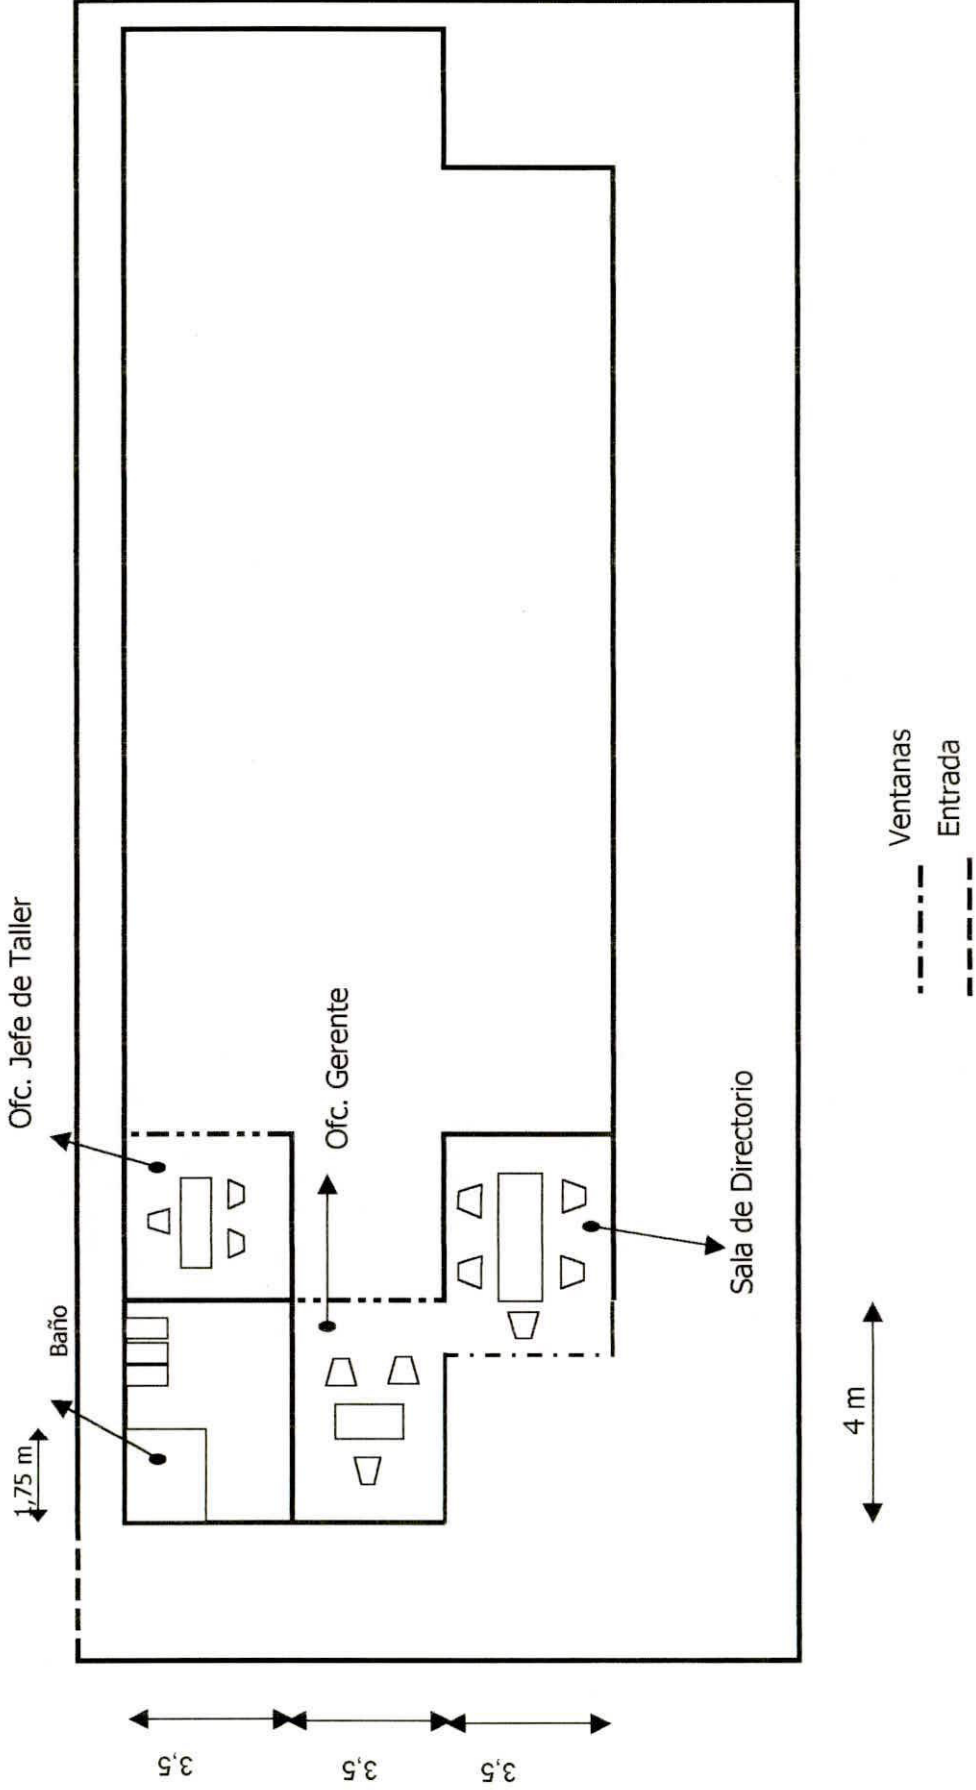 Ofc. Jefe de Taller
Baño
1,75 m
Ofc. Gerente
Sala de Directorio
4 m
3,5
3,5
3,5
Ventanas
Entrada